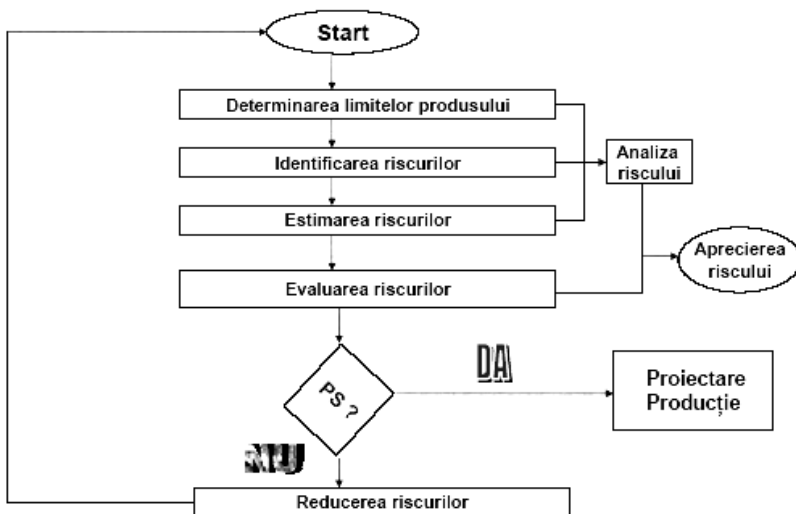 Start
Determinarea limitelor produsului
Identificarea riscurilor
Analiza
riscului
Estimarea riscurilor
Aprecierea
riscului
Evaluarea riscurilor
DA
PS ?
Proiectare
Producție
NU
Reducerea riscurilor